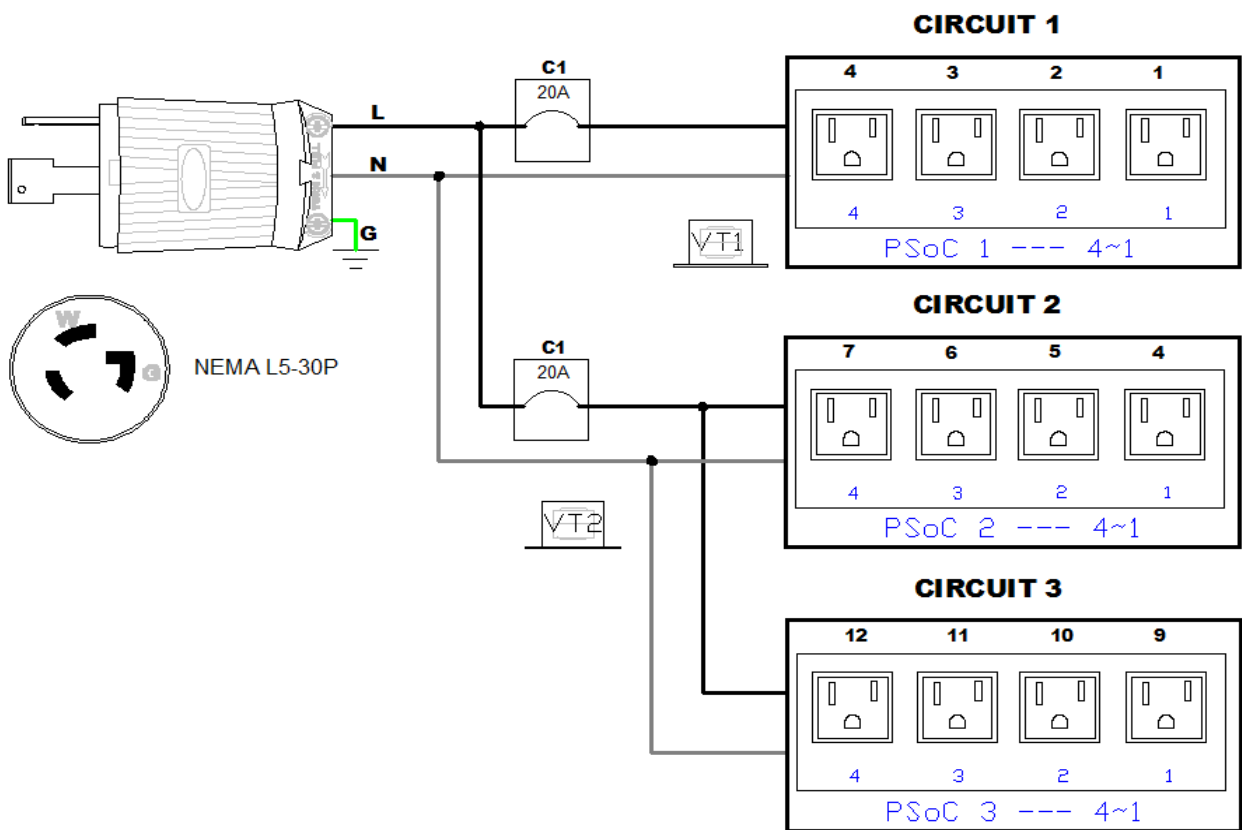 CIRCUIT 1
C1
20A
L
N
G
4 3 2 1
4 3 2 1
PSoC 1 --- 4~1
VT1
W
G
NEMA L5-30P
CIRCUIT 2
C1
20A
7 6 5 4
4 3 2 1
PSoC 2 --- 4~1
VT2
CIRCUIT 3
12 11 10 9
4 3 2 1
PSoC 3 --- 4~1